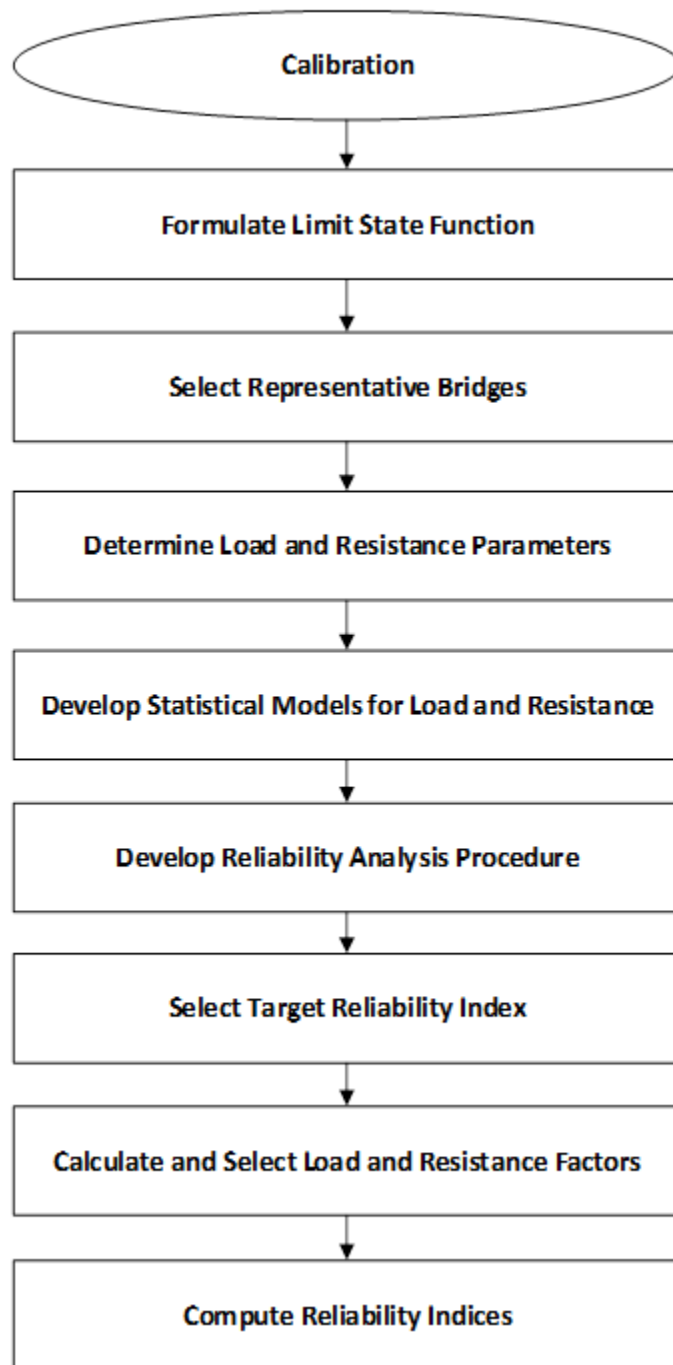 Calibration
Formulate Limit State Function
Select Representative Bridges
Determine Load and Resistance Parameters
Develop Statistical Models for Load and Resistance
Develop Reliability Analysis Procedure
Select Target Reliability Index
Calculate and Select Load and Resistance Factors
Compute Reliability Indices